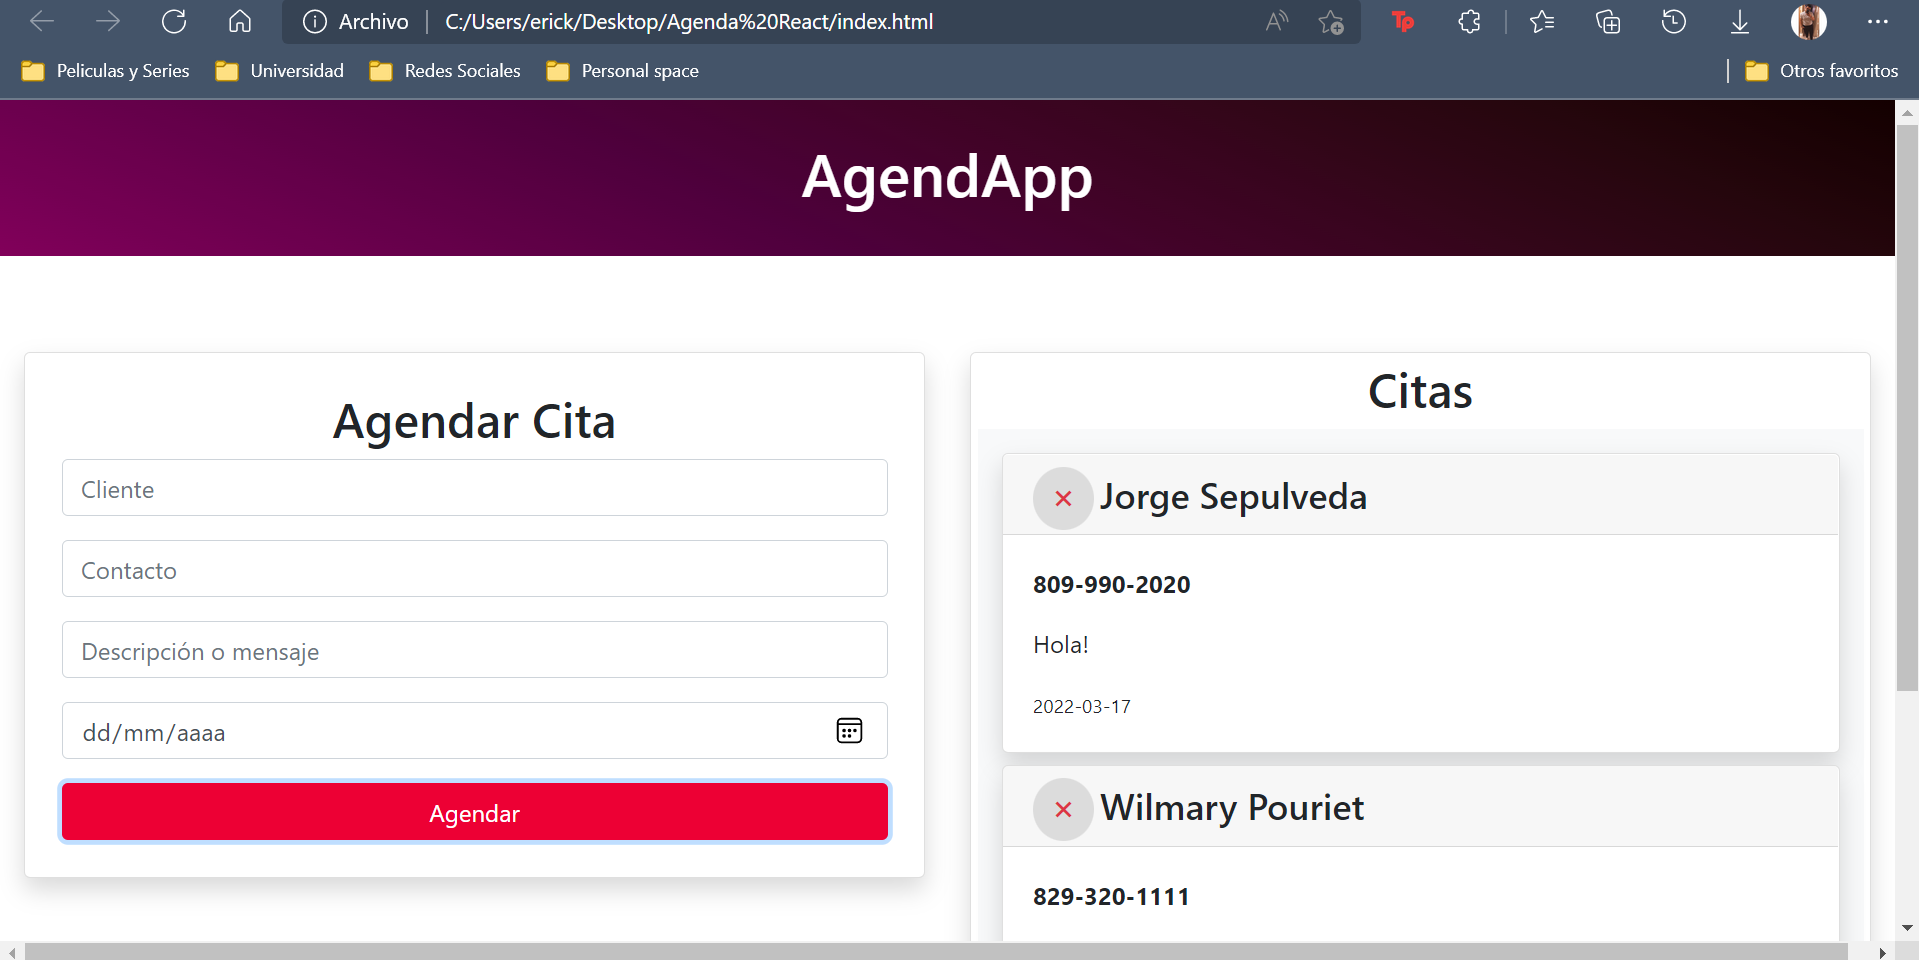 Archivo
C:/Users/erick/Desktop/Agenda%20React/index.html
A
Tp
Peliculas y Series
Universidad
Redes Sociales
Personal space
Otros favoritos
AgendApp
Agendar Cita
Cliente
Contacto
Descripción o mensaje
dd/mm/aaaa
Agendar
Citas
× Jorge Sepulveda
809-990-2020
Hola!
2022-03-17
× Wilmary Pouriet
829-320-1111